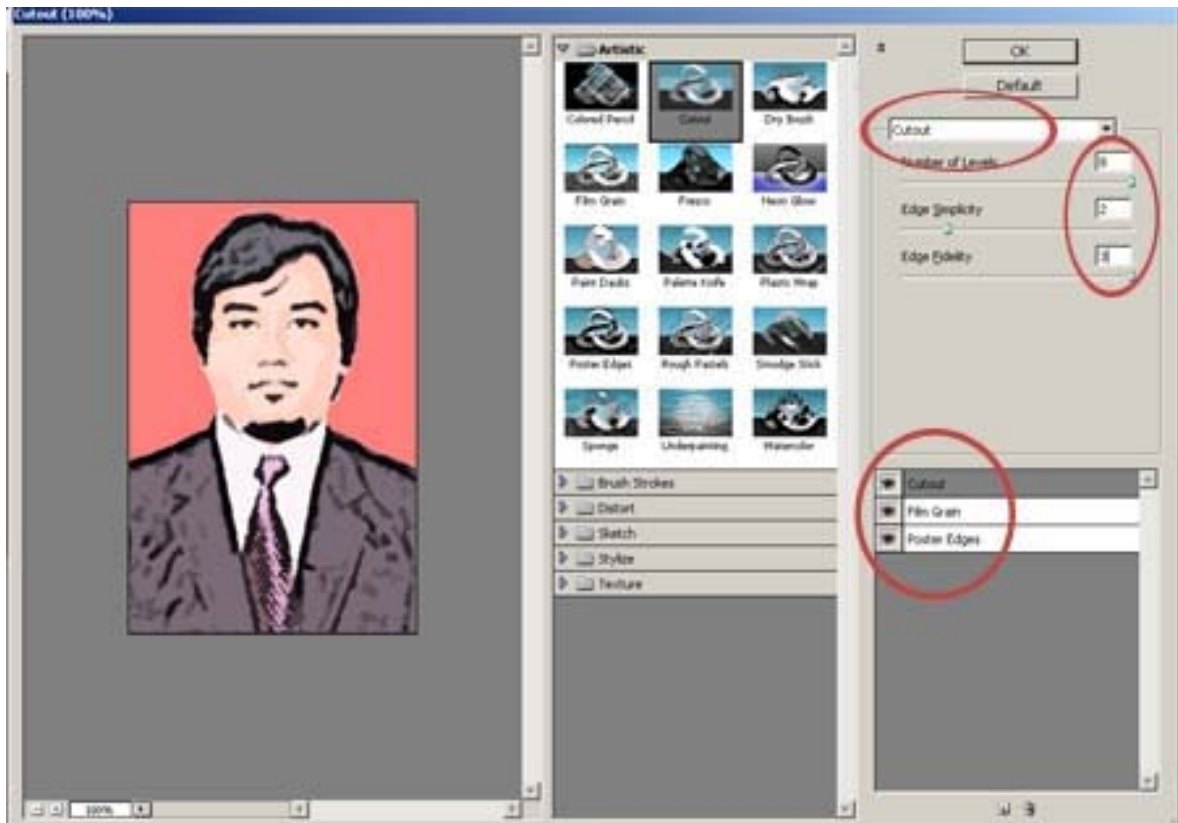 Cutout (100%)
Artistic
Colored Pencil
Cutout
Dry Brush
Film Grain
Fresco
Neon Glow
Paint Daubs
Palette Knife
Plastic Wrap
Poster Edges
Rough Pastels
Smudge Stick
Sponge
Underpainting
Watercolor
Brush Strokes
Distort
Sketch
Stylize
Texture
100%
OK
Default
Cutout
Number of Levels
Edge Simplicity
2
Edge Fidelity
3
Cutout
Film Grain
Poster Edges